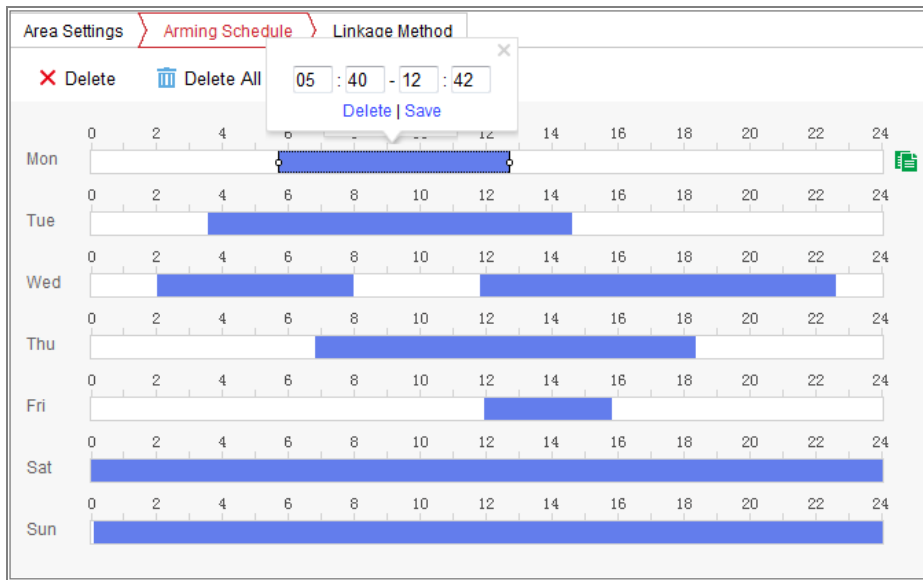 Area Settings Arming Schedule Linkage Method
Delete Delete All
05 : 40 - 12 : 42
Delete | Save
0 2 4 6 12 14 16 18 20 22 24
Mon
0 2 4 6 8 10 12 14 16 18 20 22 24
Tue
0 2 4 6 8 10 12 14 16 18 20 22 24
Wed
0 2 4 6 8 10 12 14 16 18 20 22 24
Thu
0 2 4 6 8 10 12 14 16 18 20 22 24
Fri
0 2 4 6 8 10 12 14 16 18 20 22 24
Sat
0 2 4 6 8 10 12 14 16 18 20 22 24
Sun